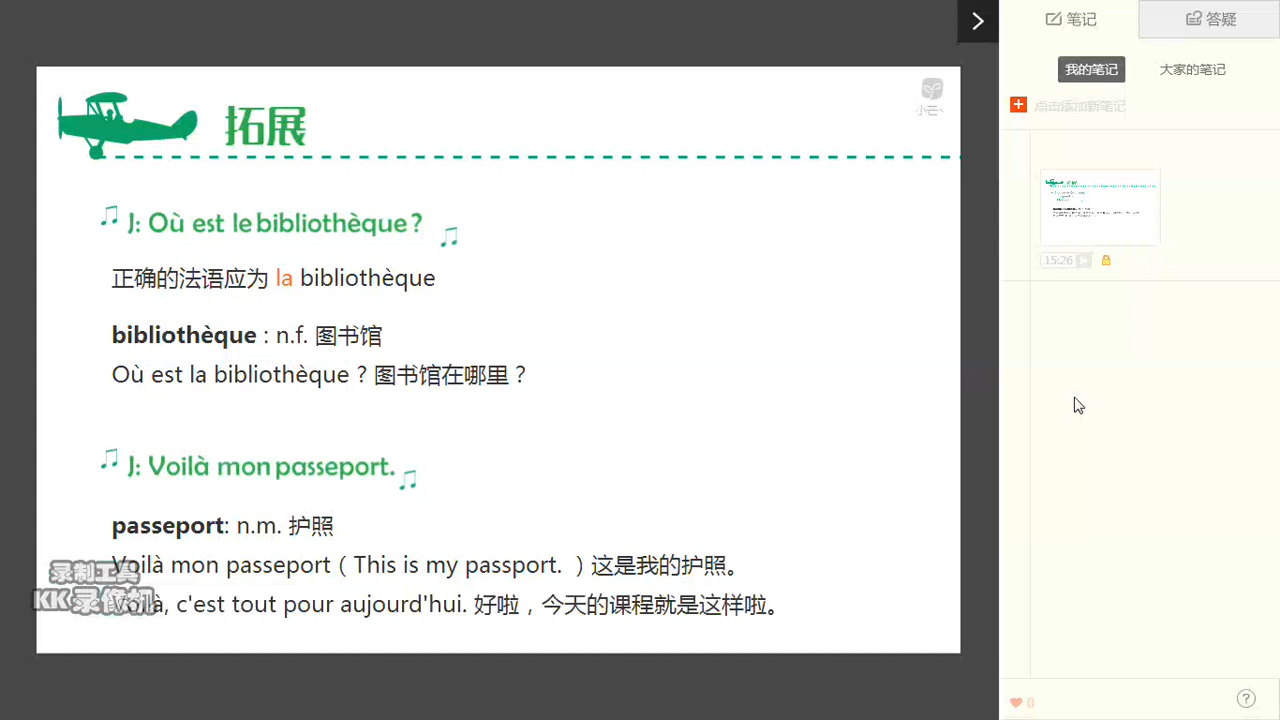 拓展
J: Où est le bibliothèque ?
正确的法语应为 la bibliothèque
bibliothèque : n.f. 图书馆
Où est la bibliothèque ? 图书馆在哪里？
J: Voilà mon passeport.
passeport: n.m. 护照
Voilà mon passeport（This is my passport. ）这是我的护照。
Voilà, c'est tout pour aujourd'hui. 好啦，今天的课程就是这样啦。
录制工具
KK录像机
笔记
答疑
我的笔记
大家的笔记
点击添加新笔记
15:26
0
?